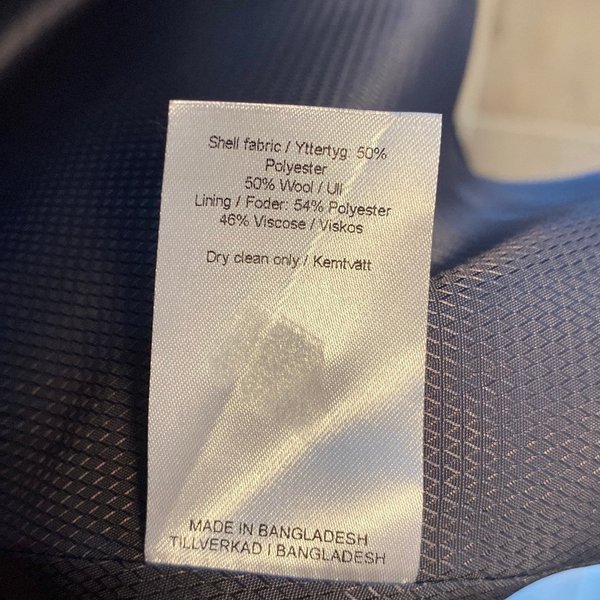 Shell fabric / Yttertyg: 50%
Polyester
50% Wool / Ull
Lining / Foder: 54% Polyester
46% Viscose / Viskos
Dry clean only / Kemtvätt
MADE IN BANGLADESH
TILLVERKAD I BANGLADESH